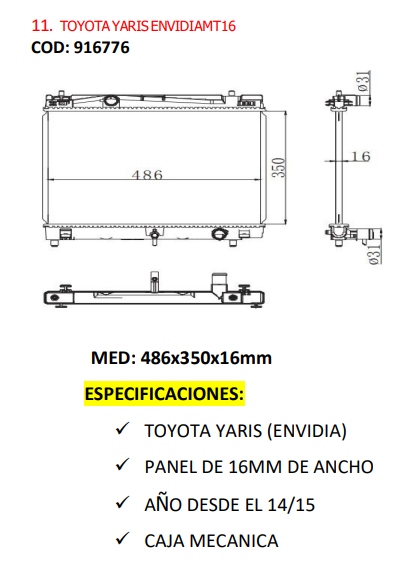 11. TOYOTA YARIS ENVIDIAMT16
COD: 916776
ø31
486
350
16
ø31
MED: 486x350x16mm
ESPECIFICACIONES:
✓ TOYOTA YARIS (ENVIDIA)
✓ PANEL DE 16MM DE ANCHO
✓ AÑO DESDE EL 14/15
✓ CAJA MECANICA